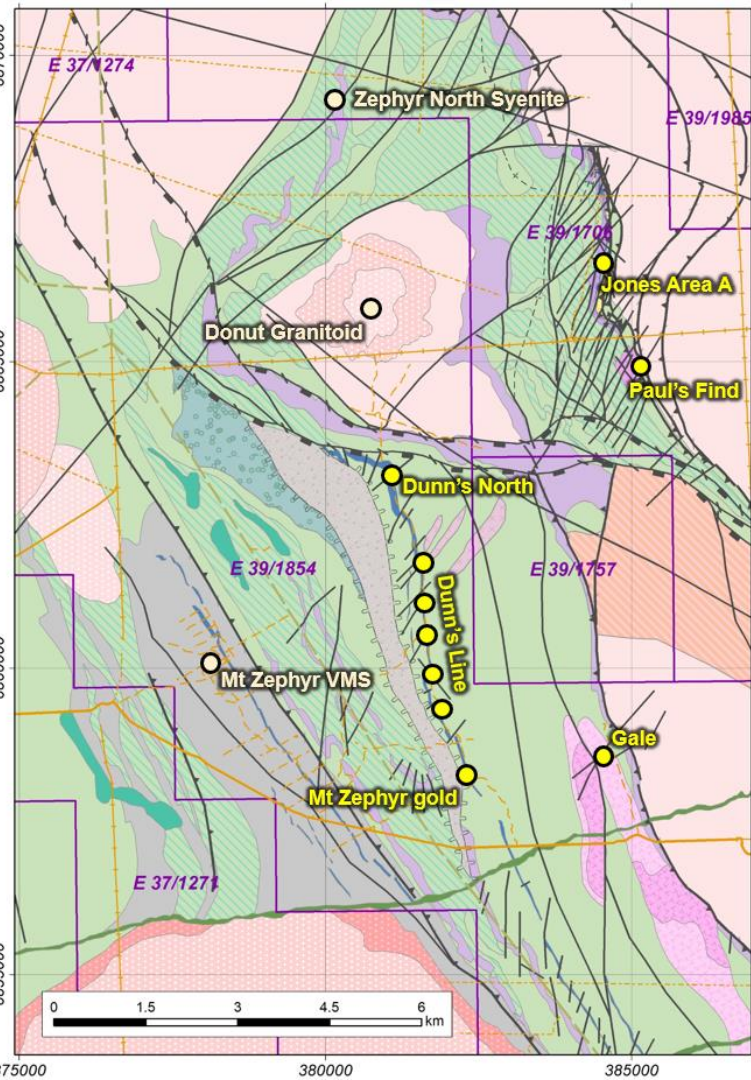 E 37/1274
Zephyr North Syenite
E 39/1985
E 39/1706
Jones Area A
Donut Granitoid
Paul's Find
Dunn's North
E 39/1854
E 39/1757
Dunn's Line
Mt Zephyr VMS
Gale
Mt Zephyr gold
E 37/1271
0 1.5 3 4.5 6
km
380000 385000